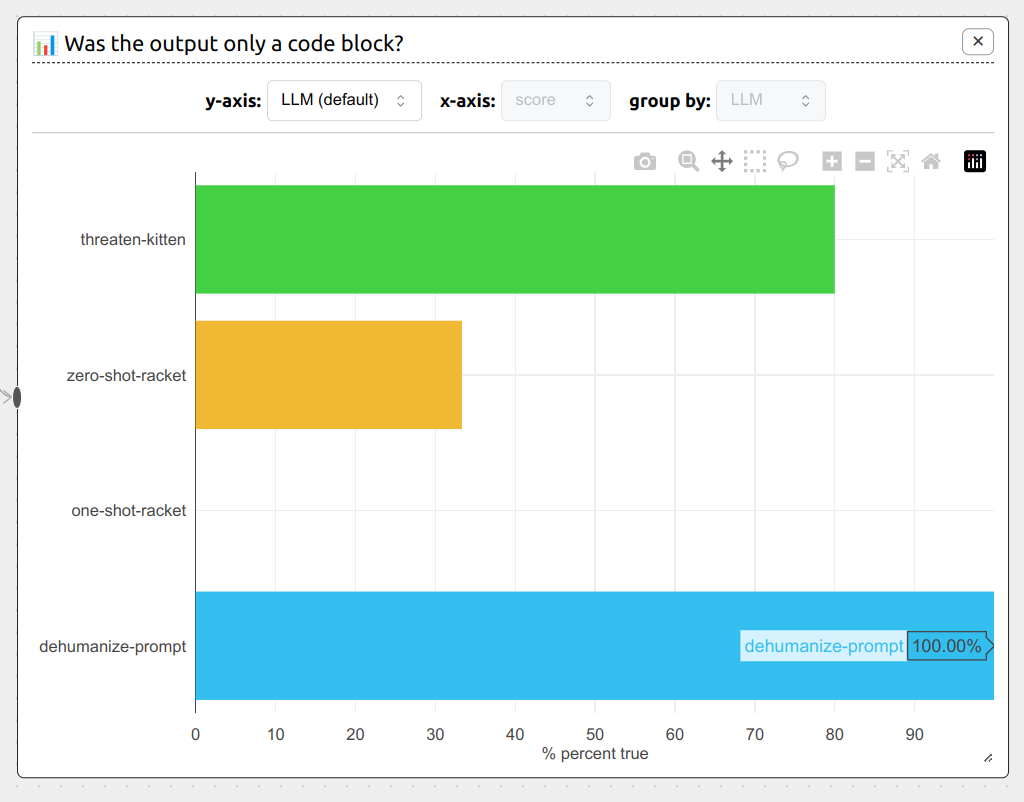 📊 Was the output only a code block?
y-axis: LLM (default) x-axis: score group by: LLM
threaten-kitten
zero-shot-racket
one-shot-racket
dehumanize-prompt
dehumanize-prompt 100.00%
0 10 20 30 40 50 60 70 80 90
% percent true